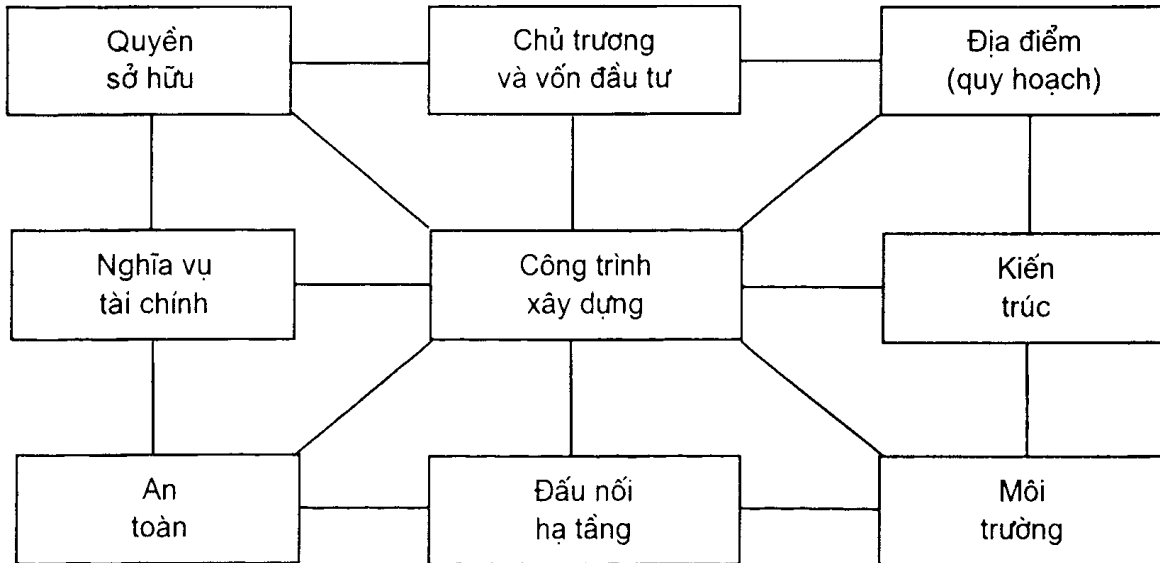 Quyền
sở hữu
Chủ trương
và vốn đầu tư
Địa điểm
(quy hoạch)
Nghĩa vụ
tài chính
Công trình
xây dựng
Kiến
trúc
An
toàn
Đấu nối
hạ tầng
Môi
trường